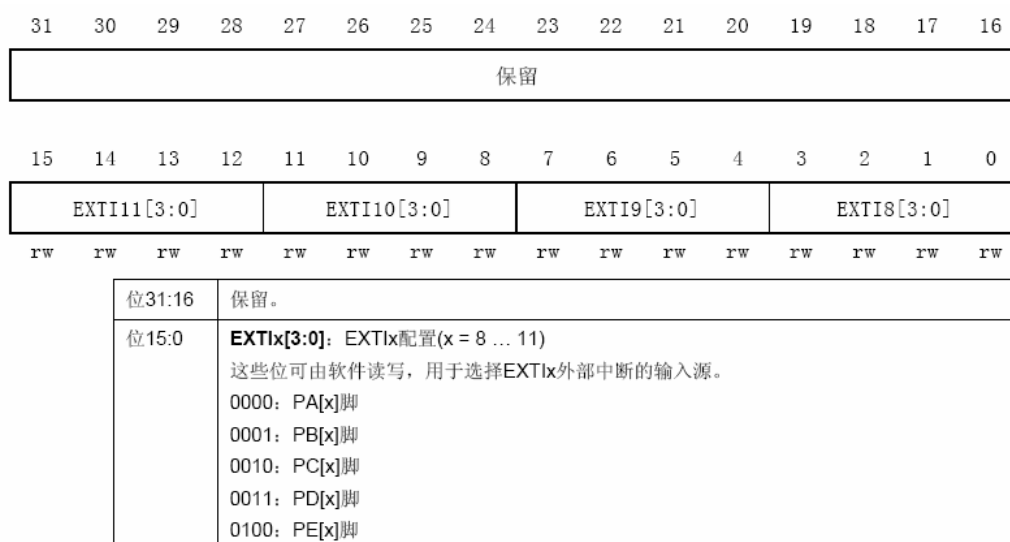 31 30 29 28 27 26 25 24 23 22 21 20 19 18 17 16
保留
15 14 13 12 11 10 9 8 7 6 5 4 3 2 1 0
EXTI11[3:0] EXTI10[3:0] EXTI9[3:0] EXTI8[3:0]
rw rw rw rw rw rw rw rw rw rw rw rw rw rw rw rw
位31:16 保留。
位15:0 EXTIx[3:0]：EXTIx配置(x = 8 … 11)
这些位可由软件读写，用于选择EXTIx外部中断的输入源。
0000：PA[x]脚
0001：PB[x]脚
0010：PC[x]脚
0011：PD[x]脚
0100：PE[x]脚